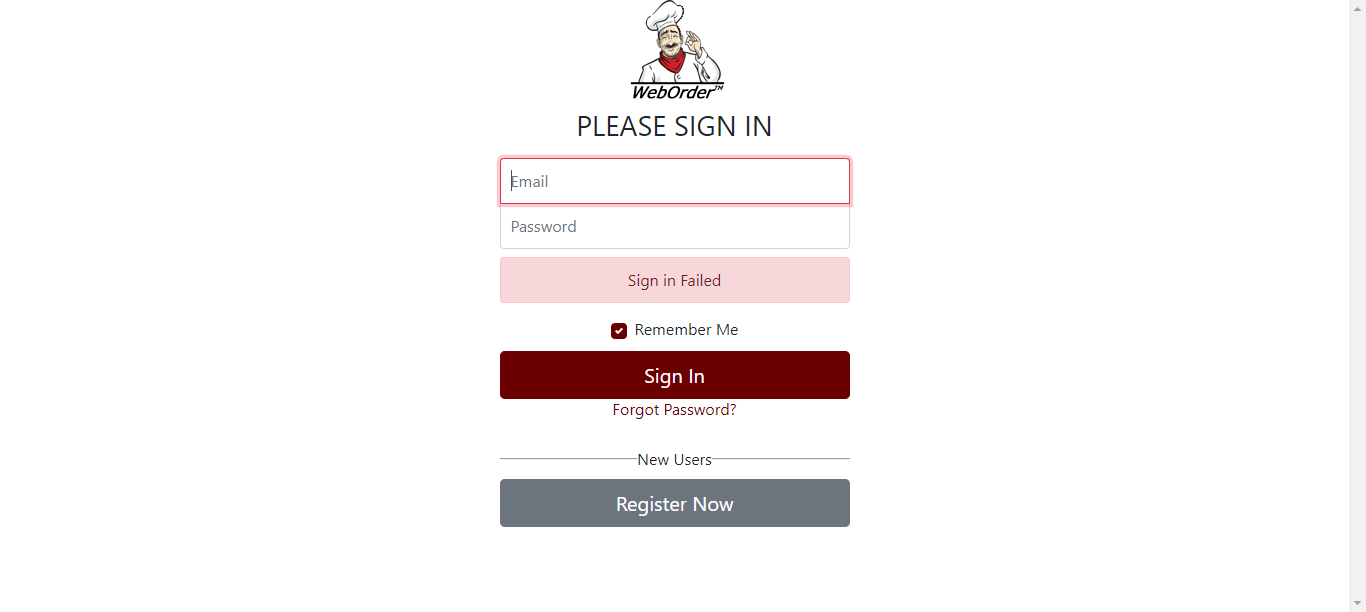 WebOrder™
PLEASE SIGN IN
Email
Password
Sign in Failed
Remember Me
Sign In
Forgot Password?
New Users
Register Now